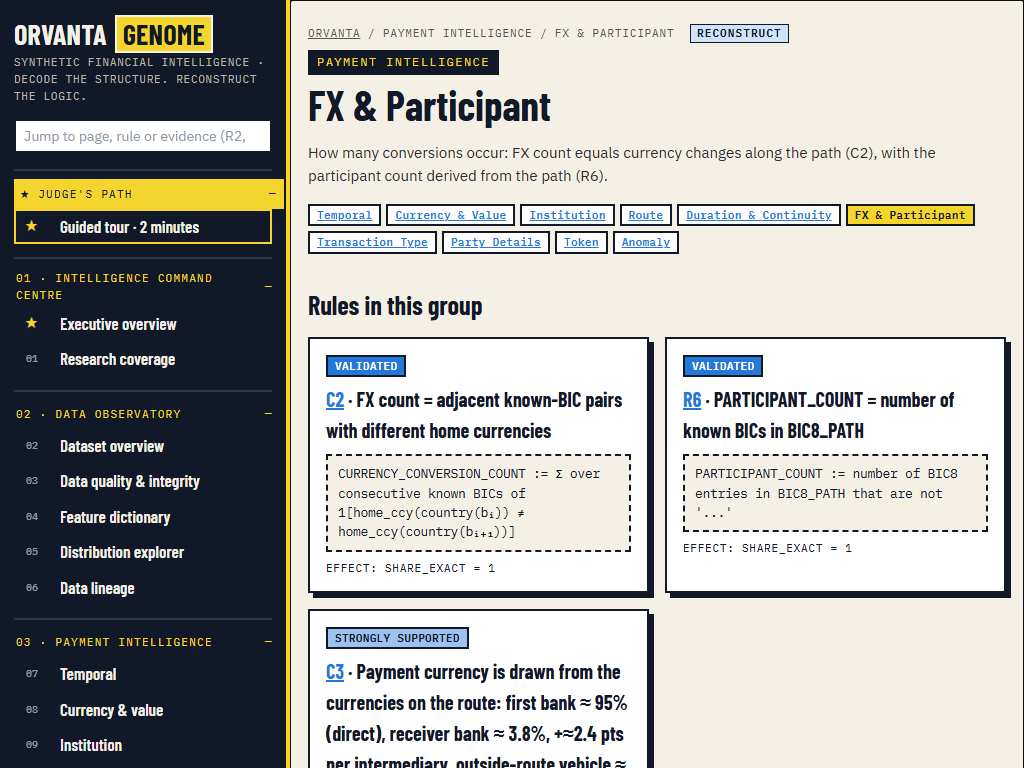 ORVANTA GENOME
SYNTHETIC FINANCIAL INTELLIGENCE ·
DECODE THE STRUCTURE. RECONSTRUCT
THE LOGIC.
Jump to page, rule or evidence (R2,
★ JUDGE'S PATH −
★ Guided tour · 2 minutes
01 · INTELLIGENCE COMMAND
CENTRE −
★ Executive overview
01 Research coverage
02 · DATA OBSERVATORY −
02 Dataset overview
03 Data quality & integrity
04 Feature dictionary
05 Distribution explorer
06 Data lineage
03 · PAYMENT INTELLIGENCE −
07 Temporal
08 Currency & value
09 Institution
ORVANTA / PAYMENT INTELLIGENCE / FX & PARTICIPANT RECONSTRUCT
PAYMENT INTELLIGENCE
FX & Participant
How many conversions occur: FX count equals currency changes along the path (C2), with the
participant count derived from the path (R6).
Temporal Currency & Value Institution Route Duration & Continuity FX & Participant
Transaction Type Party Details Token Anomaly
Rules in this group
VALIDATED
C2 · FX count = adjacent known-BIC pairs
with different home currencies
CURRENCY_CONVERSION_COUNT := Σ over
consecutive known BICs of
1[home_ccy(country(bᵢ)) ≠
home_ccy(country(bᵢ₊₁))]
EFFECT: SHARE_EXACT = 1
VALIDATED
R6 · PARTICIPANT_COUNT = number of
known BICs in BIC8_PATH
PARTICIPANT_COUNT := number of BIC8
entries in BIC8_PATH that are not
'...'
EFFECT: SHARE_EXACT = 1
STRONGLY SUPPORTED
C3 · Payment currency is drawn from the
currencies on the route: first bank ≈ 95%
(direct), receiver bank ≈ 3.8%, +≈2.4 pts
per intermediary, outside-route vehicle ≈